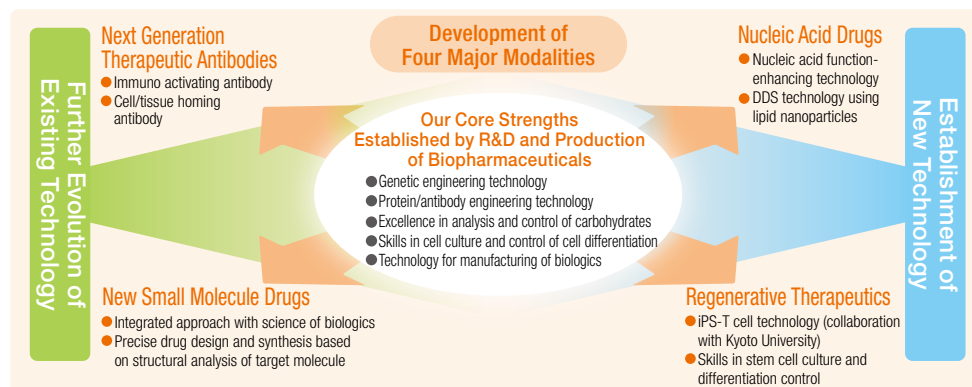 Development of
Four Major Modalities
Further Evolution of
Existing Technology
Next Generation
Therapeutic Antibodies
Immuno activating antibody
Cell/tissue homing
antibody
New Small Molecule Drugs
Integrated approach with science of biologics
Precise drug design and synthesis based
on structural analysis of target molecule
Our Core Strengths
Established by R&D and Production
of Biopharmaceuticals
Genetic engineering technology
Protein/antibody engineering technology
Excellence in analysis and control of carbohydrates
Skills in cell culture and control of cell differentiation
Technology for manufacturing of biologics
Nucleic Acid Drugs
Nucleic acid function-
enhancing technology
DDS technology using
lipid nanoparticles
Regenerative Therapeutics
iPS-T cell technology (collaboration
with Kyoto University)
Skills in stem cell culture and
differentiation control
Establishment of
New Technology